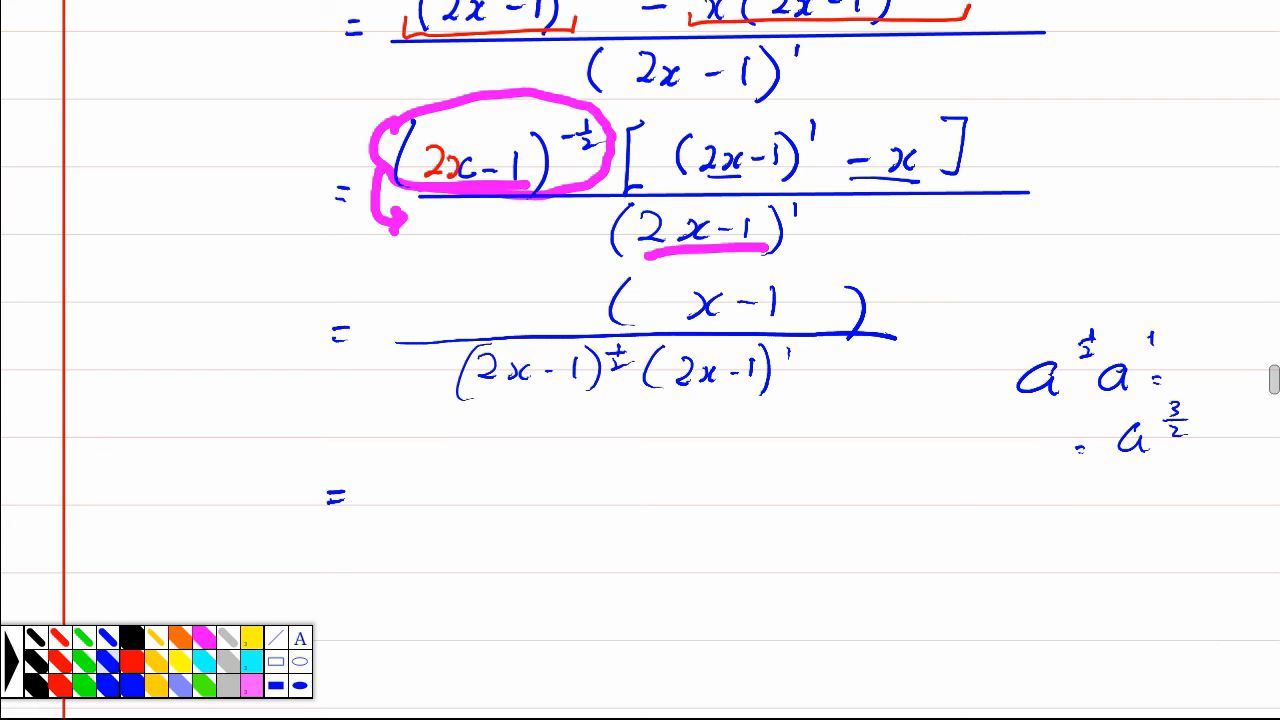 = (2x-1) - x(2x-1)
(2x-1)^1
= (2x-1)^{-1/2} [ (2x-1)^1 - x ]
(2x-1)^1
= ( x-1 )
(2x-1)^{1/2} (2x-1)^1
a^{1/2} a^1 =
= a^{3/2}
=
A